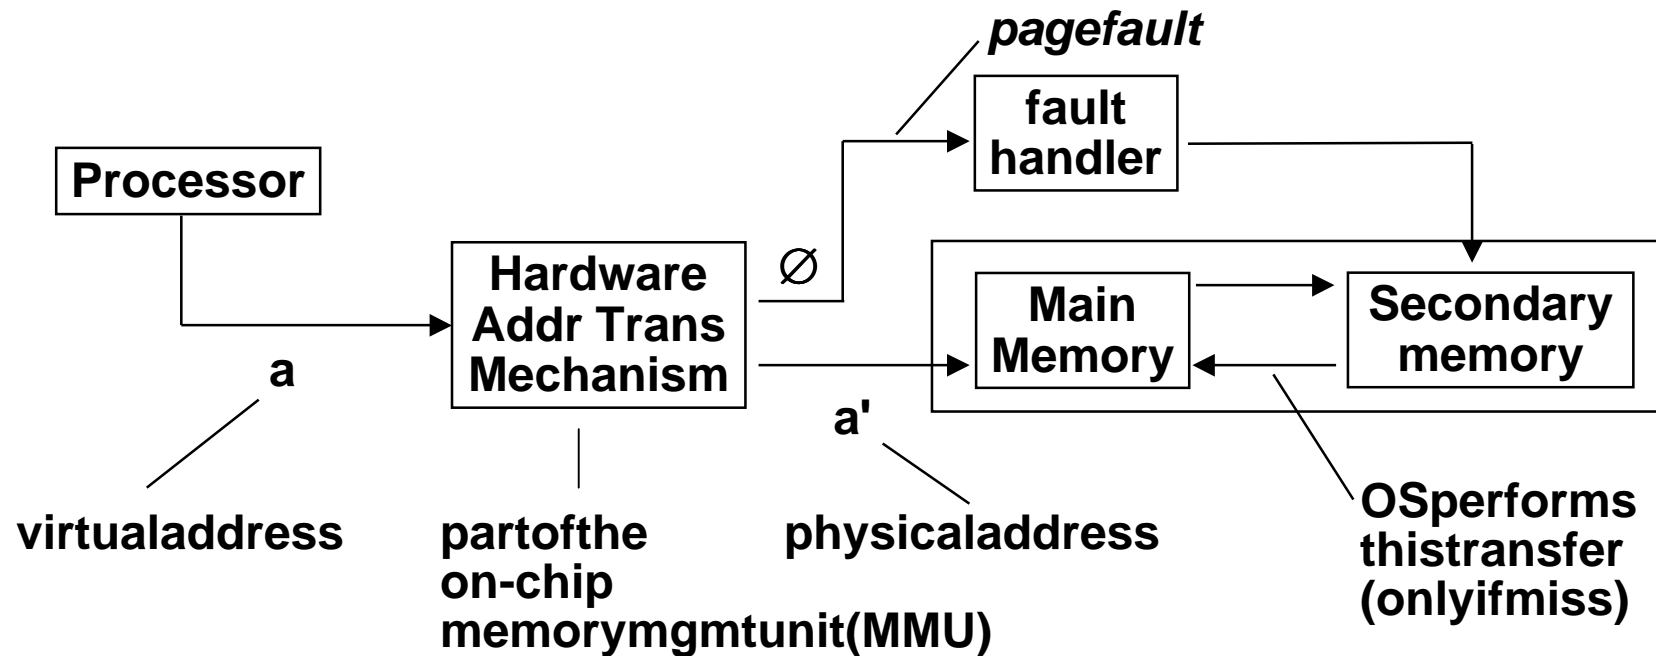 pagefault
fault
handler
Processor
Hardware
Addr Trans
Mechanism
∅
Main
Memory
Secondary
memory
a
a'
virtualaddress
partofthe
on-chip
memorymgmtunit(MMU)
physicaladdress
OSperforms
thistransfer
(onlyifmiss)